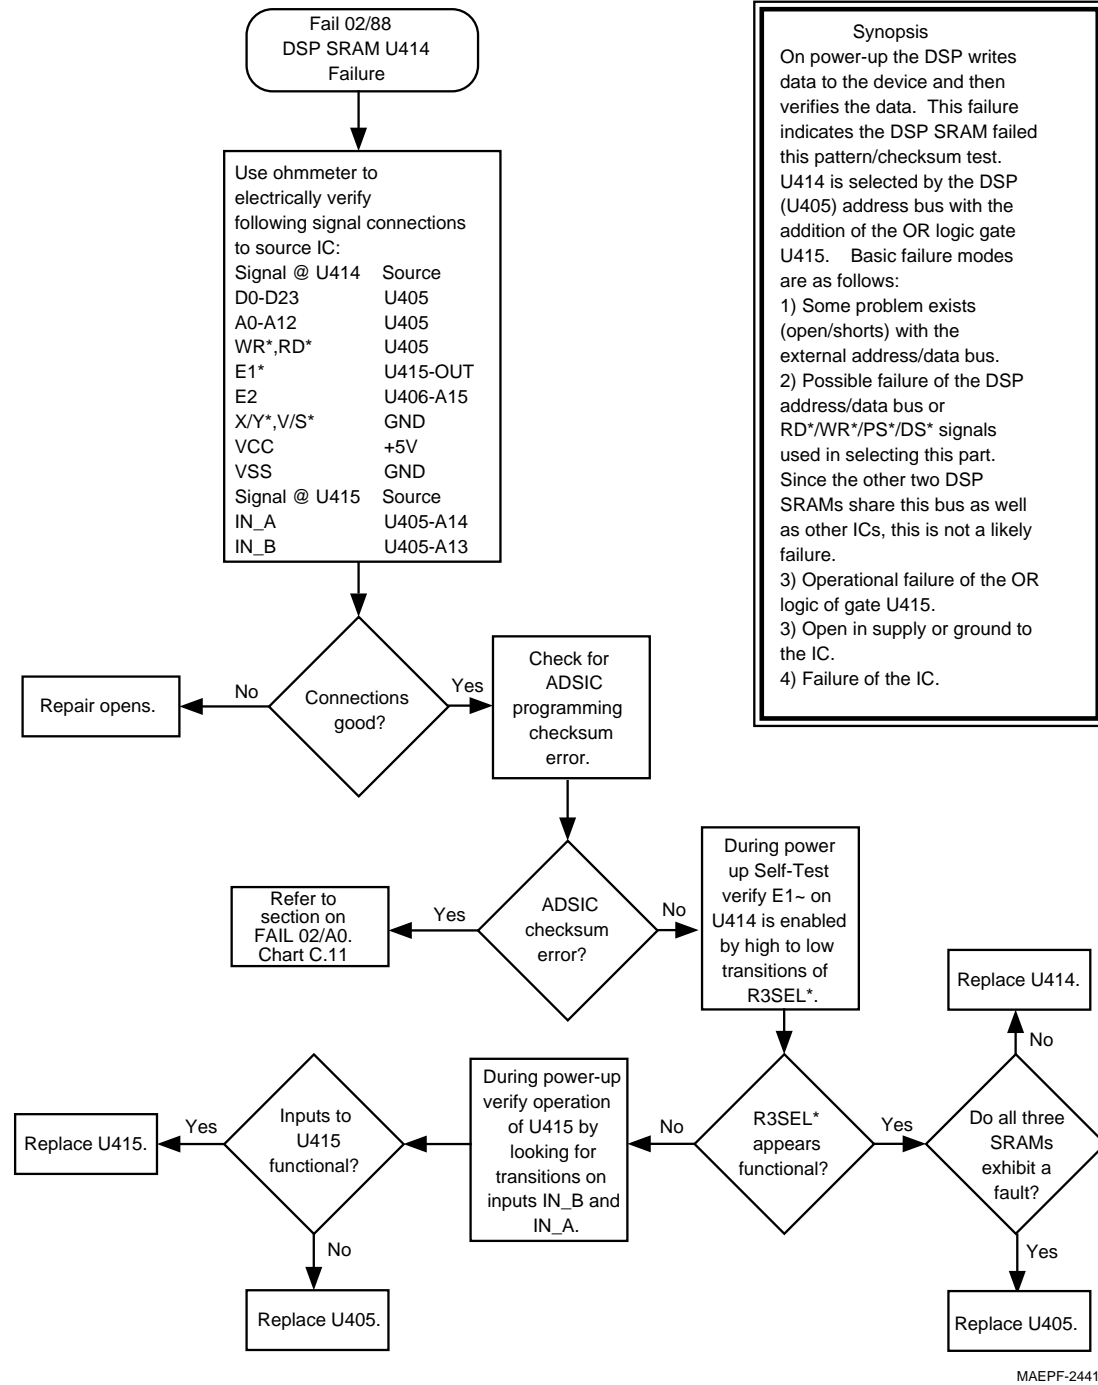 Fail 02/88
DSP SRAM U414
Failure
Use ohmmeter to
electrically verify
following signal connections
to source IC:
Signal @ U414 Source
D0-D23 U405
A0-A12 U405
WR*,RD* U405
E1* U415-OUT
E2 U406-A15
X/Y*,V/S* GND
VCC +5V
VSS GND
Signal @ U415 Source
IN_A U405-A14
IN_B U405-A13
Synopsis
On power-up the DSP writes
data to the device and then
verifies the data. This failure
indicates the DSP SRAM failed
this pattern/checksum test.
U414 is selected by the DSP
(U405) address bus with the
addition of the OR logic gate
U415. Basic failure modes
are as follows:
1) Some problem exists
(open/shorts) with the
external address/data bus.
2) Possible failure of the DSP
address/data bus or
RD*/WR*/PS*/DS* signals
used in selecting this part.
Since the other two DSP
SRAMs share this bus as well
as other ICs, this is not a likely
failure.
3) Operational failure of the OR
logic of gate U415.
3) Open in supply or ground to
the IC.
4) Failure of the IC.
Connections
good?
No
Repair opens.
Yes
Check for
ADSIC
programming
checksum
error.
ADSIC
checksum
error?
Yes
Refer to
section on
FAIL 02/A0.
Chart C.11
No
During power
up Self-Test
verify E1~ on
U414 is enabled
by high to low
transitions of
R3SEL*.
R3SEL*
appears
functional?
Yes
Do all three
SRAMs
exhibit a
fault?
No
Replace U414.
Yes
Replace U405.
No
During power-up
verify operation
of U415 by
looking for
transitions on
inputs IN_B and
IN_A.
Inputs to
U415
functional?
Yes
Replace U415.
No
Replace U405.
MAEPF-2441